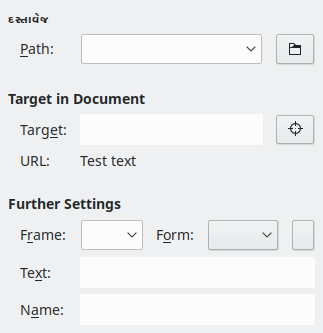 દસ્તાવેજ
Path:
Target in Document
Target:
URL: Test text
Further Settings
Frame: Form:
Text:
Name: